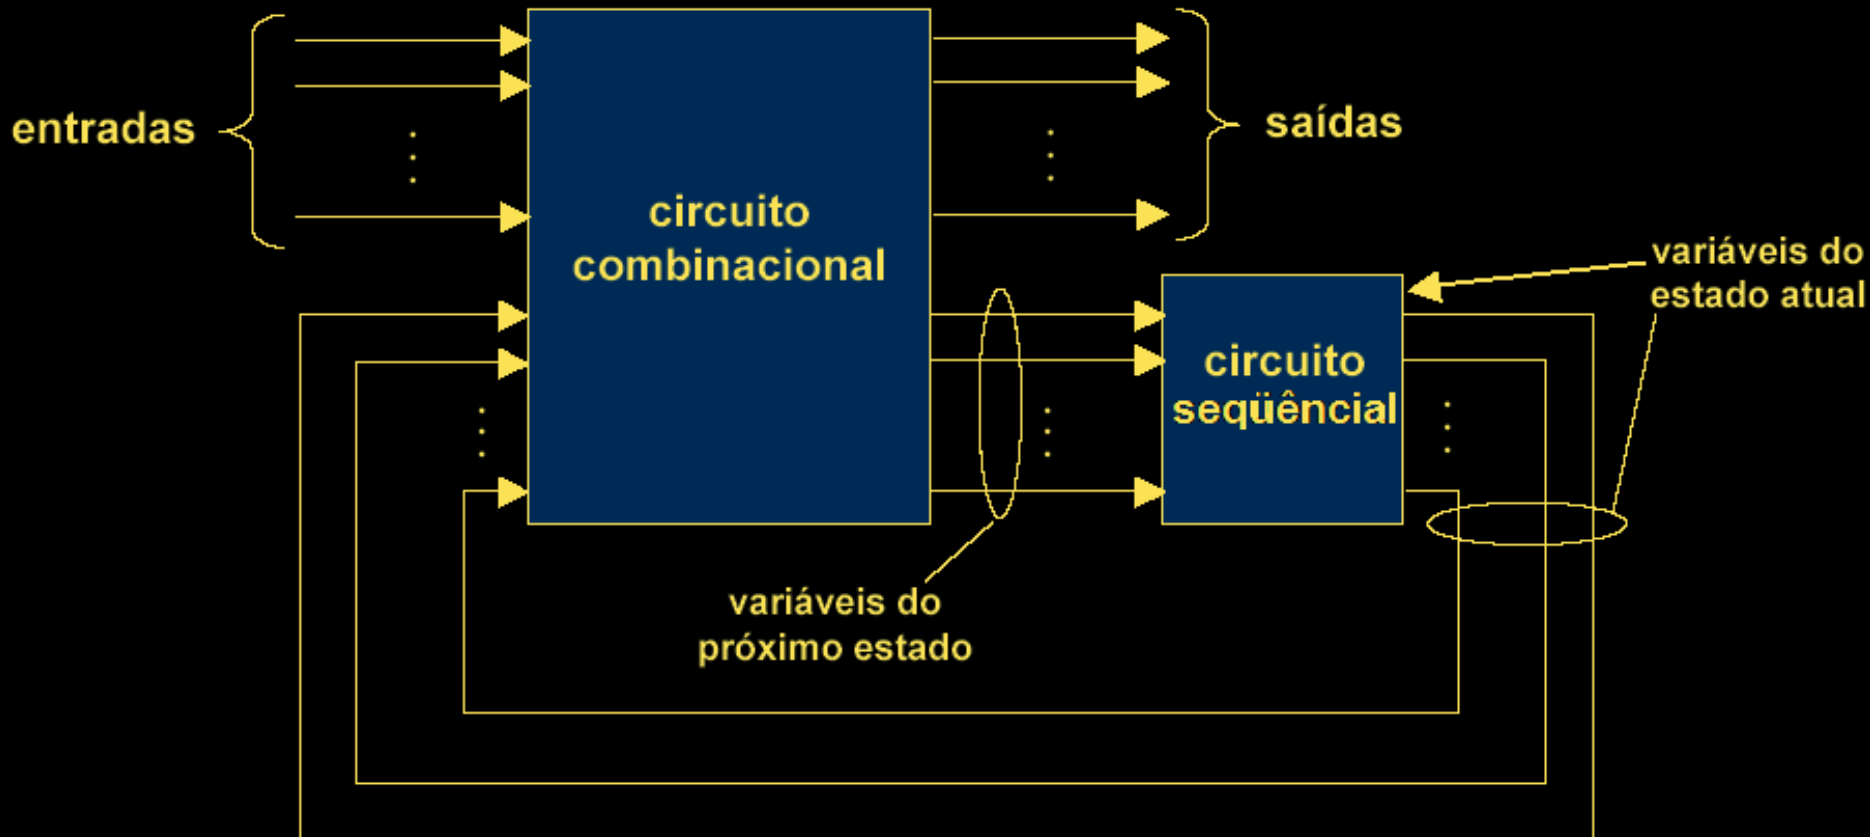 entradas
circuito
combinacional
saídas
variáveis do
estado atual
circuito
seqüêncial
variáveis do
próximo estado